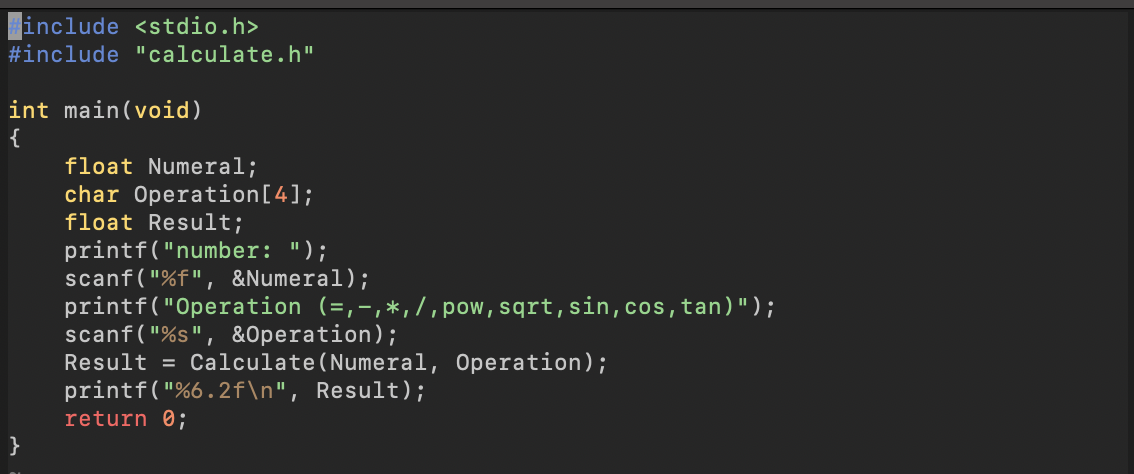 #include <stdio.h>
#include "calculate.h"

int main(void)
{
    float Numeral;
    char Operation[4];
    float Result;
    printf("number: ");
    scanf("%f", &Numeral);
    printf("Operation (=,-,*,/,pow,sqrt,sin,cos,tan)");
    scanf("%s", &Operation);
    Result = Calculate(Numeral, Operation);
    printf("%6.2f\n", Result);
    return 0;
}
~